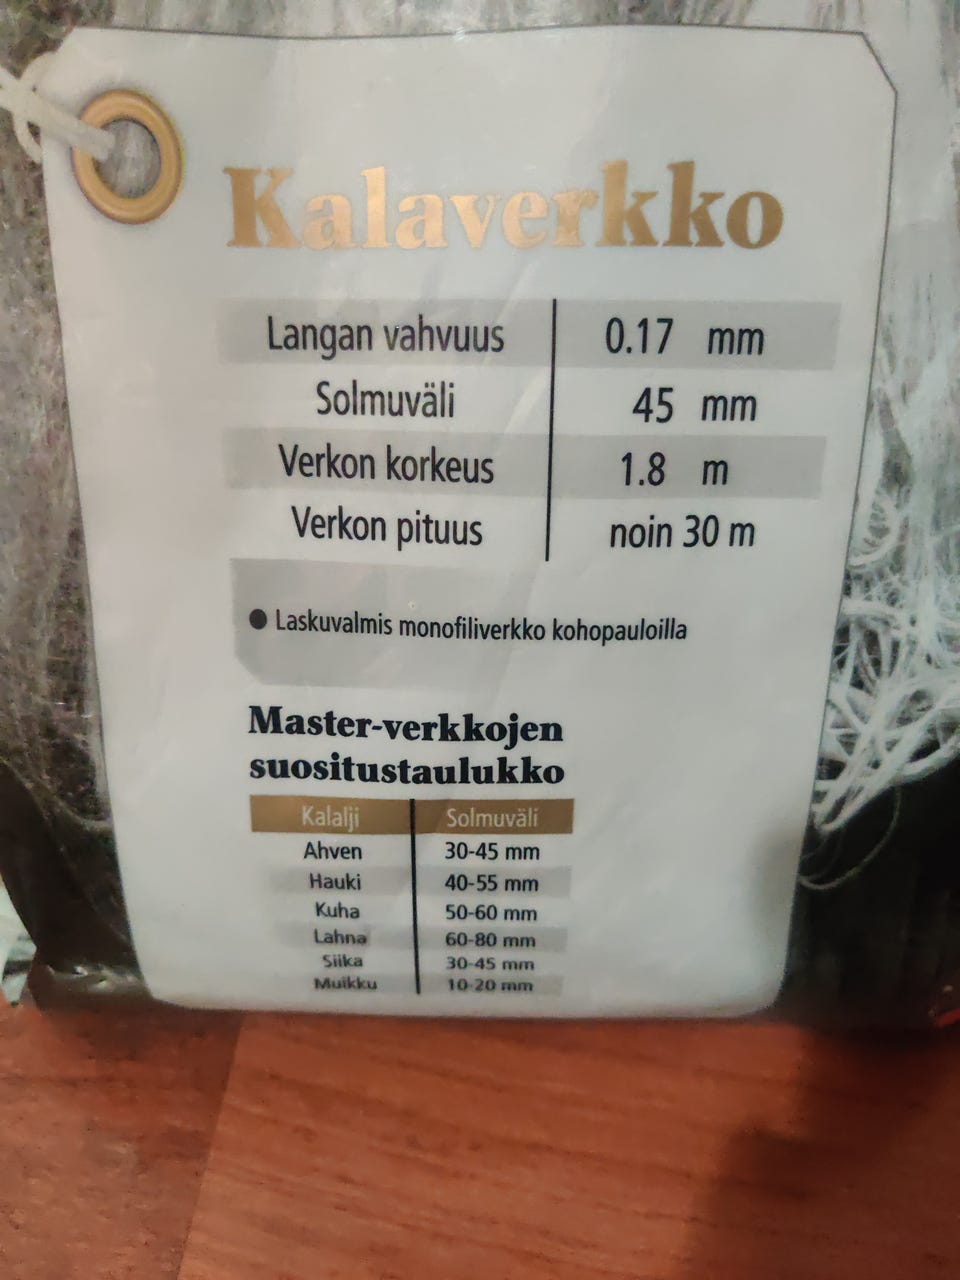 Kalaverkko
Langan vahvuus 0.17 mm
Solmuväli 45 mm
Verkon korkeus 1.8 m
Verkon pituus noin 30 m
● Laskuvalmis monofiliverkko kohopauloilla
Master-verkkojen
suositustaulukko
Kalalji Solmuväli
Ahven 30-45 mm
Hauki 40-55 mm
Kuha 50-60 mm
Lahna 60-80 mm
Siika 30-45 mm
Muikku 10-20 mm